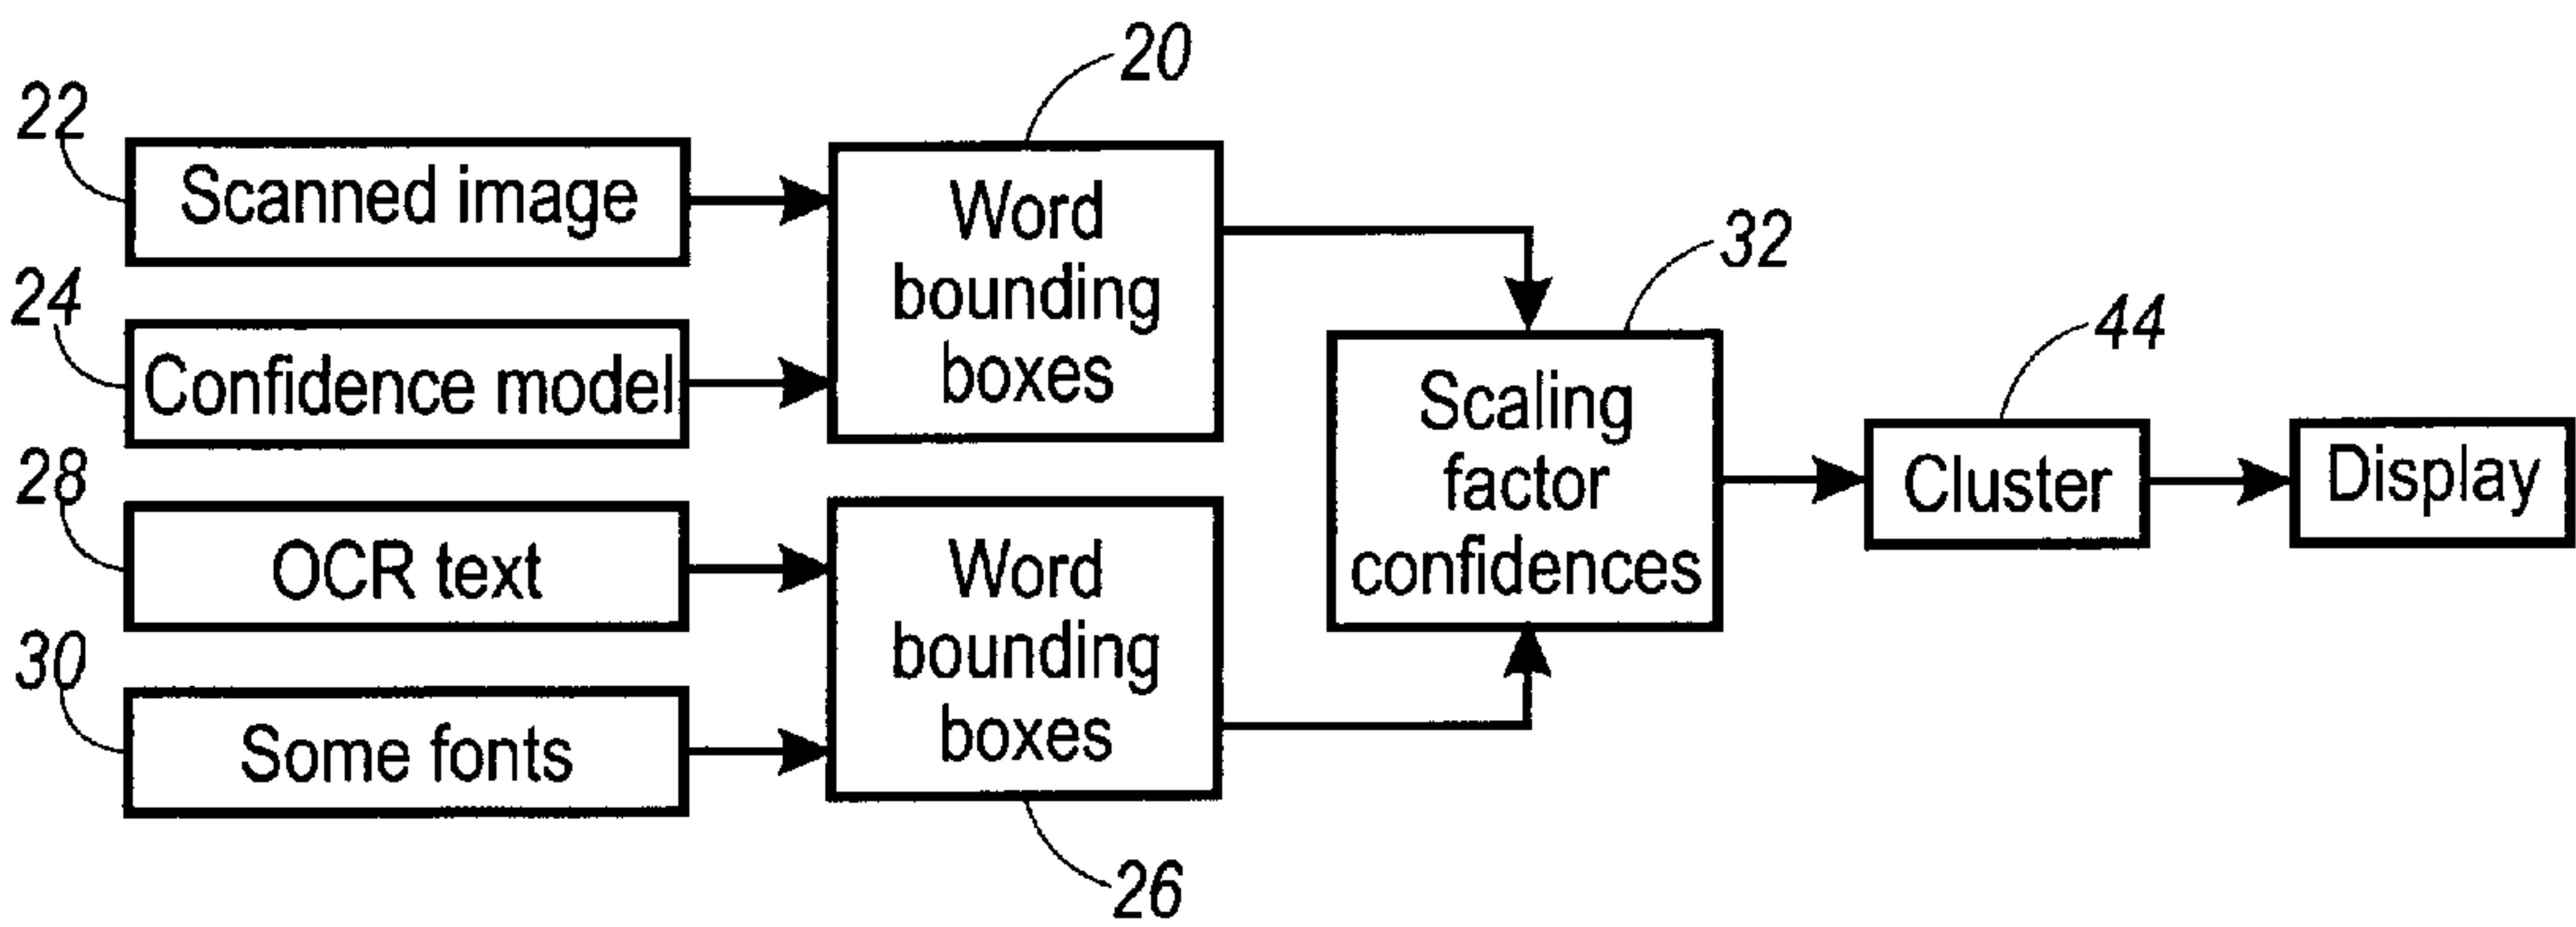 20
22
Scanned image
Word
bounding
boxes
32
24
Confidence model
44
Scaling
factor
confidences
Cluster
Display
28
OCR text
Word
bounding
boxes
30
Some fonts
26